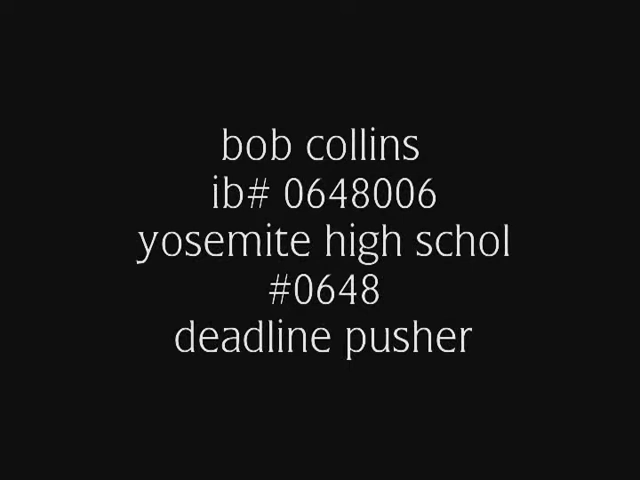 bob collins
ib# 0648006
yosemite high schol
#0648
deadline pusher